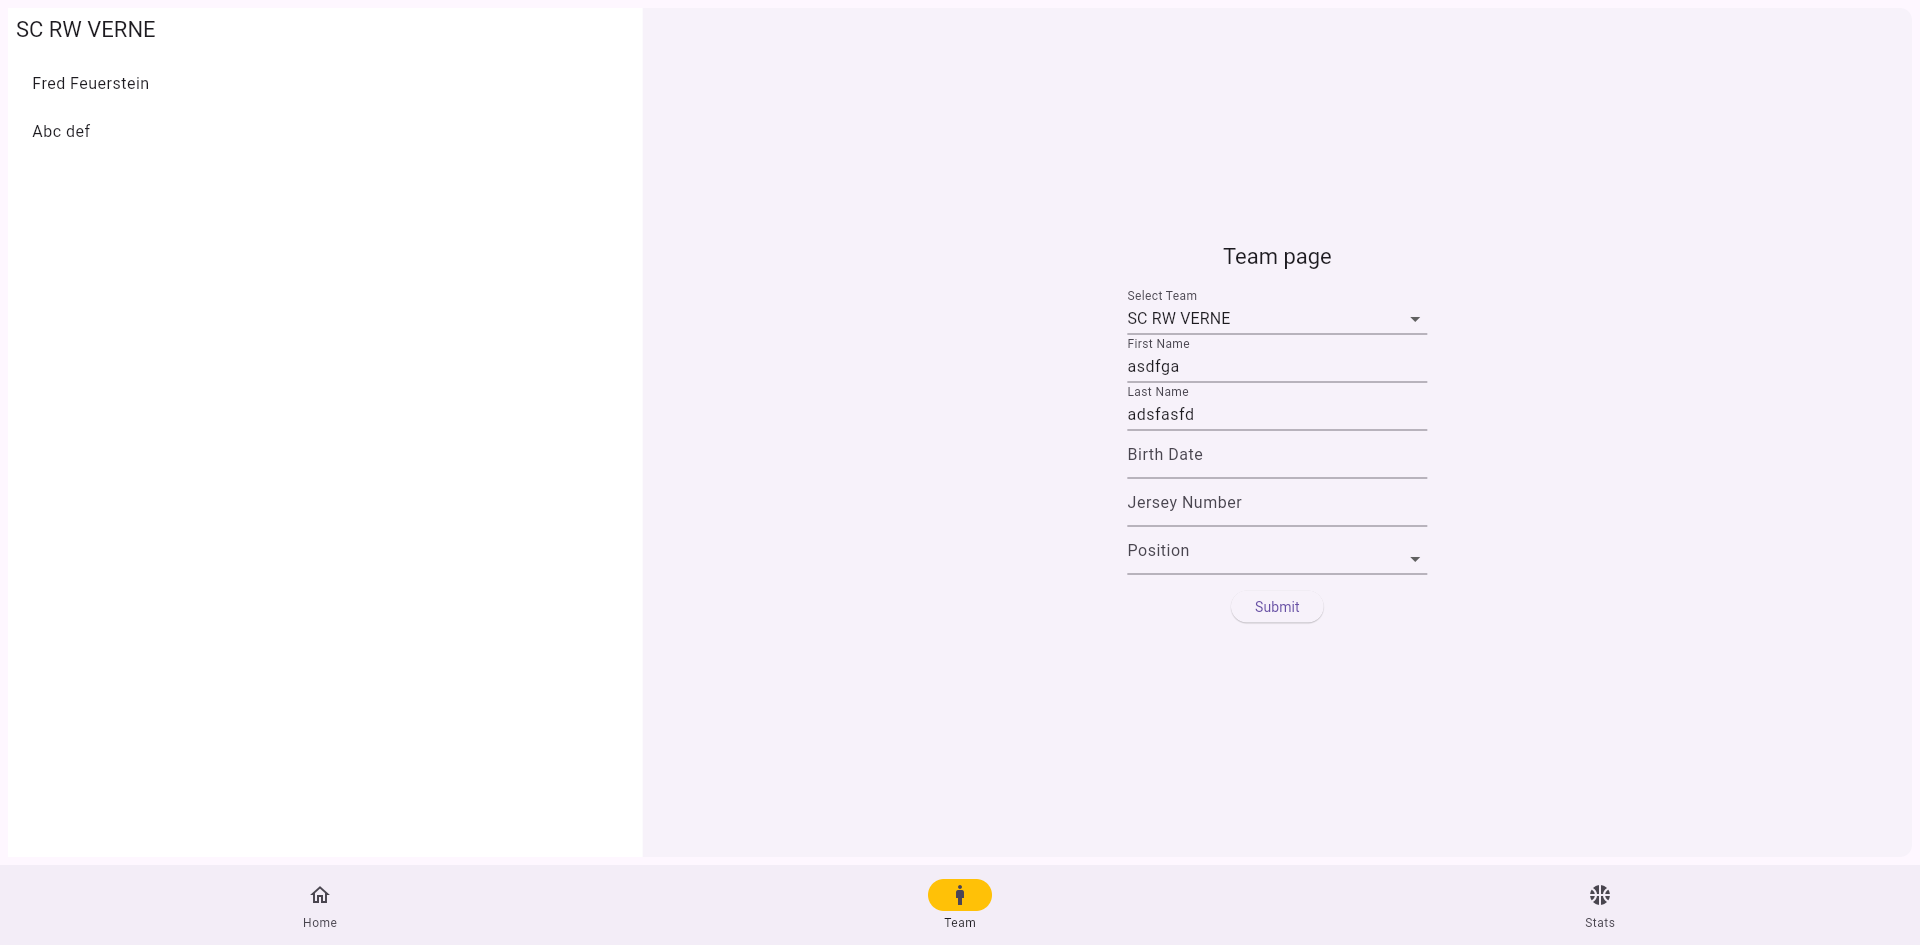 SC RW VERNE
Fred Feuerstein
Abc def
Team page
Select Team
SC RW VERNE
First Name
asdfga
Last Name
adsfasfd
Birth Date
Jersey Number
Position
Submit
Home
Team
Stats